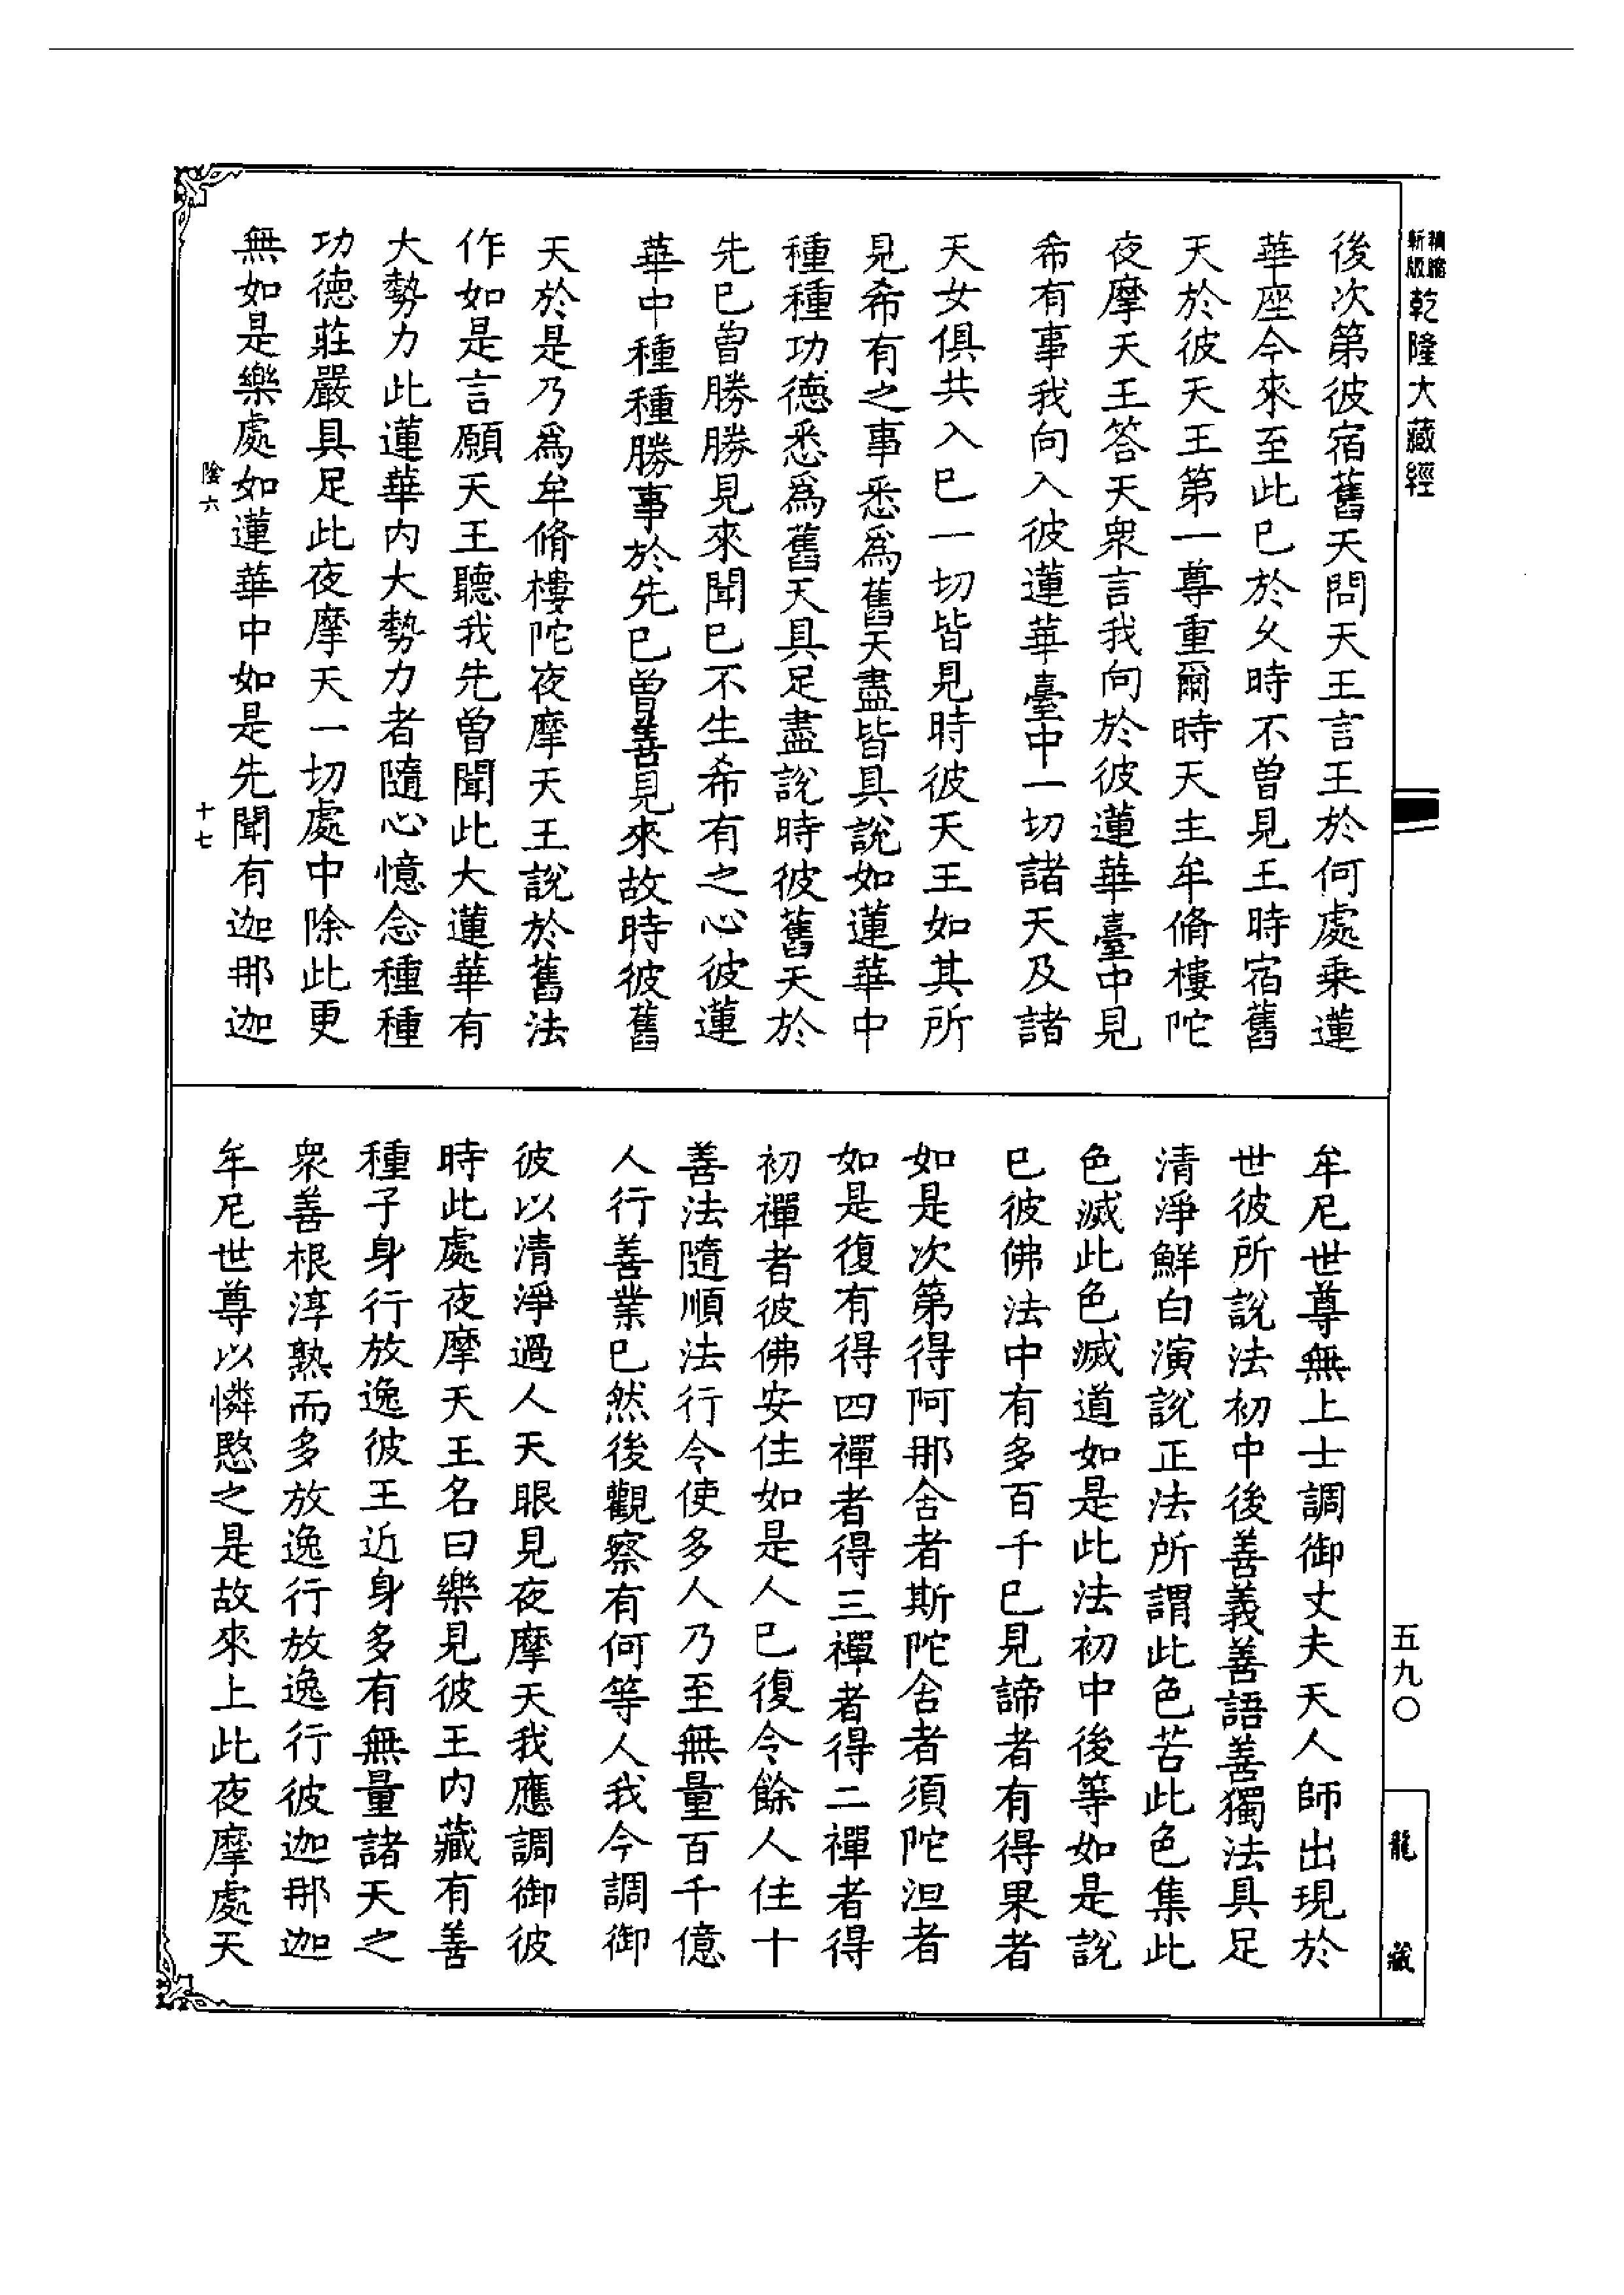 精縮新版乾隆大藏經
後次第彼宿舊天問天王言王於何處乘蓮
華座今來至此巳於久時不曾見王時宿舊
天於彼天王第一尊重爾時天主牟脩樓陀
夜摩天王答天衆言我向於彼蓮華臺中見
希有事我向入彼蓮華臺中一切諸天及諸
天女俱共入巳一切皆見時彼天王如其所
見希有之事悉爲舊天盡皆具說如蓮華中
種種功德悉爲舊天具足盡說時彼舊天於
先巳曾勝勝見來聞巳不生希有之心彼蓮
華中種種勝事於先巳曾善見來故時彼舊
天於是乃爲牟脩樓陀夜摩天王說於舊法
作如是言願天王聽我先曾聞此大蓮華有
大勢力此蓮華內大勢力者隨心憶念種種
功德莊嚴具足此夜摩天一切處中除此更
無如是樂處如蓮華中如是先聞有迦那迦
陰六
十七
牟尼世尊無上士調御丈夫天人師出現於
世彼所說法初中後善義善語善獨法具足
清淨鮮白演說正法所謂此色苦此色集此
色滅此色滅道如是此法初中後等如是說
巳彼佛法中有多百千巳見諦者有得果者
如是次第得阿那舍者斯陀舍者須陀洹者
如是復有得四禪者得三禪者得二禪者得
初禪者彼佛安住如是人巳復令餘人住十
善法隨順法行令使多人乃至無量百千億
人行善業巳然後觀察有何等人我今調御
彼以清淨過人天眼見夜摩天我應調御彼
時此處夜摩天王名曰樂見彼王內藏有善
種子身行放逸彼王近身多有無量諸天之
衆善根淳熟而多放逸行放逸行彼迦那迦
牟尼世尊以憐愍之是故來上此夜摩處天
五九〇
龍藏